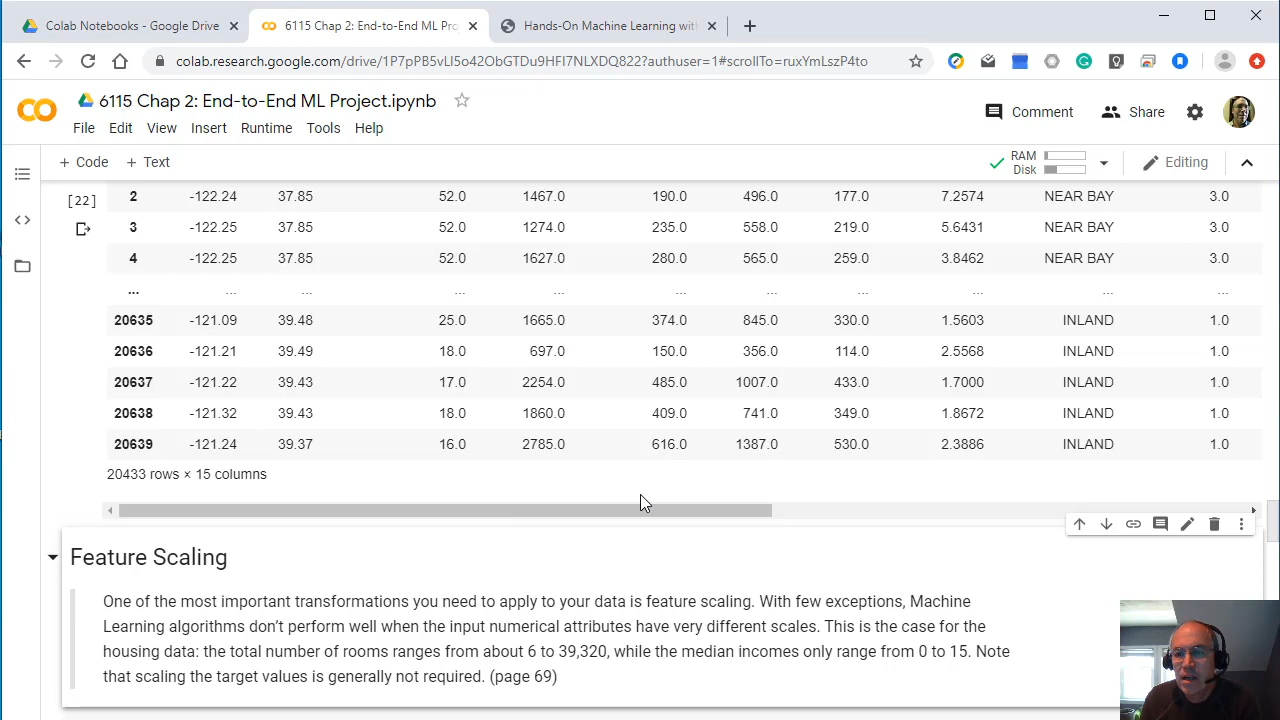 Colab Notebooks - Google Drive
6115 Chap 2: End-to-End ML Pro
Hands-On Machine Learning with
colab.research.google.com/drive/1P7pPB5vLI5o42ObGTDu9HFI7NLXDQ822?authuser=1#scrollTo=ruxYmLszP4to
6115 Chap 2: End-to-End ML Project.ipynb
Comment Share
File Edit View Insert Runtime Tools Help
+ Code + Text
RAM
Disk
Editing
[22] 2 -122.24 37.85 52.0 1467.0 190.0 496.0 177.0 7.2574 NEAR BAY 3.0
3 -122.25 37.85 52.0 1274.0 235.0 558.0 219.0 5.6431 NEAR BAY 3.0
4 -122.25 37.85 52.0 1627.0 280.0 565.0 259.0 3.8462 NEAR BAY 3.0
... ... ... ... ... ... ... ... ... ... ...
20635 -121.09 39.48 25.0 1665.0 374.0 845.0 330.0 1.5603 INLAND 1.0
20636 -121.21 39.49 18.0 697.0 150.0 356.0 114.0 2.5568 INLAND 1.0
20637 -121.22 39.43 17.0 2254.0 485.0 1007.0 433.0 1.7000 INLAND 1.0
20638 -121.32 39.43 18.0 1860.0 409.0 741.0 349.0 1.8672 INLAND 1.0
20639 -121.24 39.37 16.0 2785.0 616.0 1387.0 530.0 2.3886 INLAND 1.0
20433 rows × 15 columns
Feature Scaling
One of the most important transformations you need to apply to your data is feature scaling. With few exceptions, Machine
Learning algorithms don’t perform well when the input numerical attributes have very different scales. This is the case for the
housing data: the total number of rooms ranges from about 6 to 39,320, while the median incomes only range from 0 to 15. Note
that scaling the target values is generally not required. (page 69)